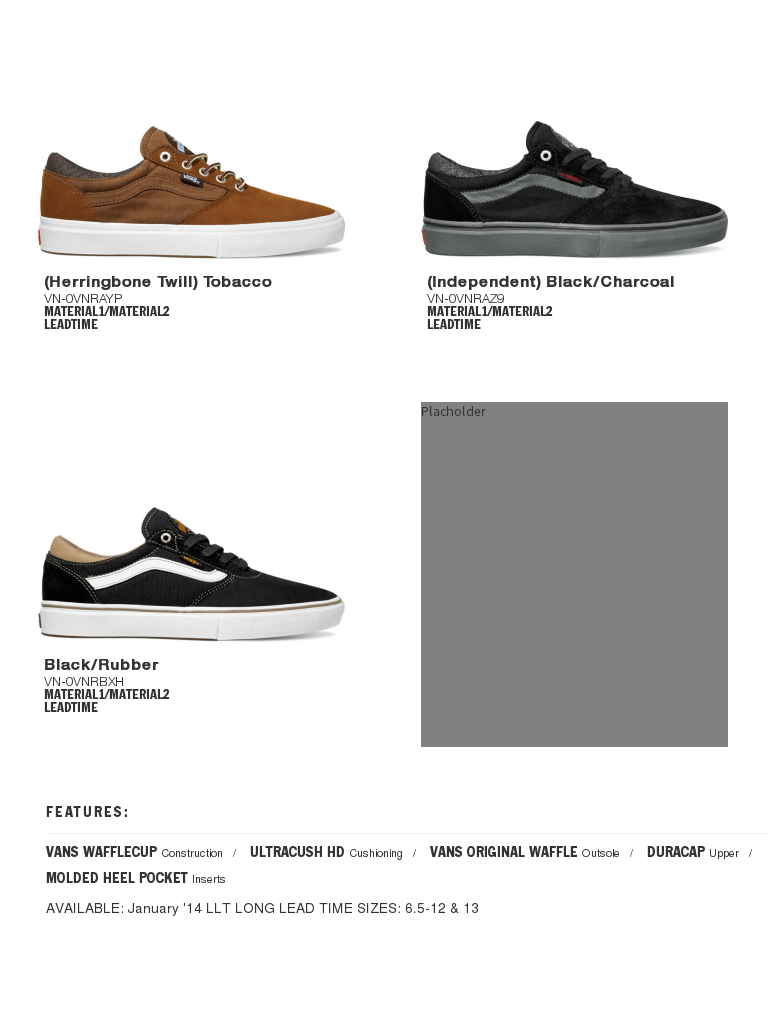 (Herringbone Twill) Tobacco
VN-0VNRAYP
MATERIAL1/MATERIAL2
LEADTIME
(Independent) Black/Charcoal
VN-0VNRAZ9
MATERIAL1/MATERIAL2
LEADTIME
Placholder
Black/Rubber
VN-0VNRBXH
MATERIAL1/MATERIAL2
LEADTIME
FEATURES:
VANS WAFFLECUP Construction / ULTRACUSH HD Cushioning / VANS ORIGINAL WAFFLE Outsole / DURACAP Upper /
MOLDED HEEL POCKET Inserts
AVAILABLE: January '14 LLT LONG LEAD TIME SIZES: 6.5-12 & 13